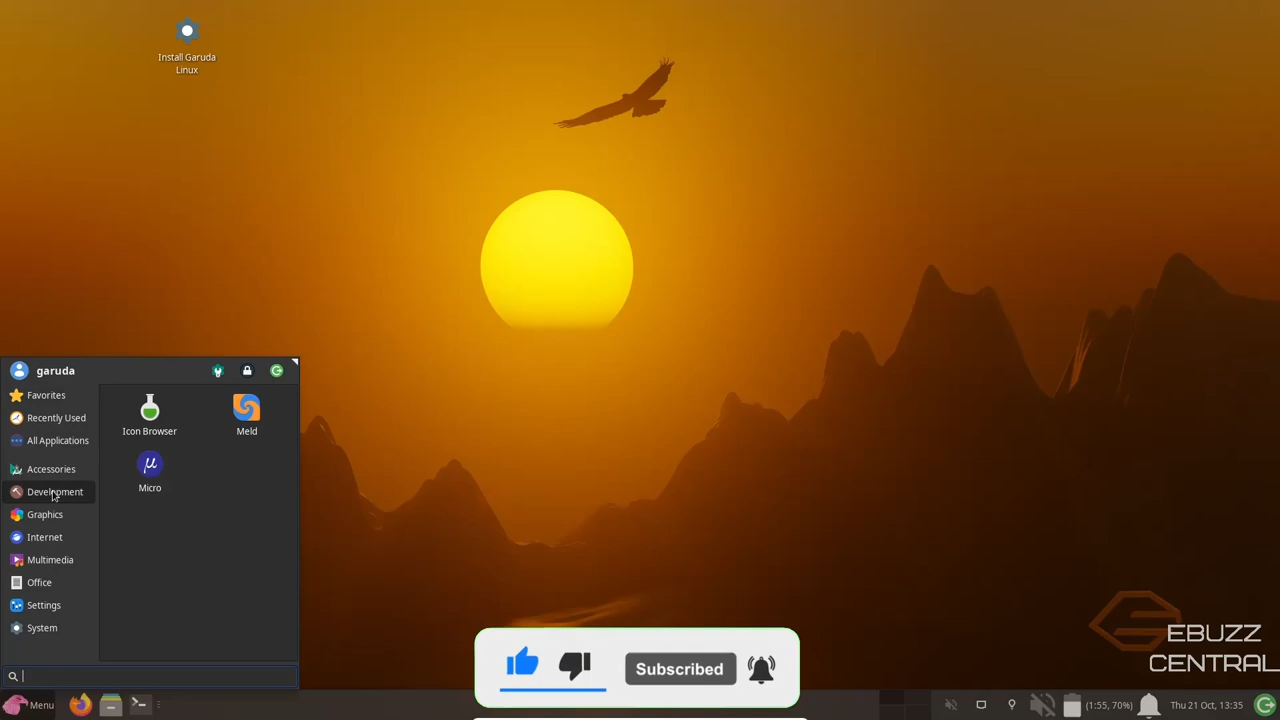 Install Garuda
Linux
garuda
Favorites
Recently Used
All Applications
Accessories
Development
Graphics
Internet
Multimedia
Office
Settings
System
Icon Browser
Meld
μ
Micro
Subscribed
EBUZZ
CENTRAL
Menu
(1:55, 70%)
Thu 21 Oct, 13:35